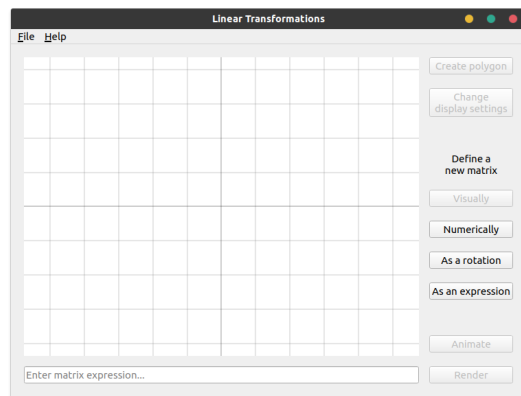 Linear Transformations
File Help
Create polygon
Change
display settings
Define a
new matrix
Visually
Numerically
As a rotation
As an expression
Animate
Enter matrix expression...
Render